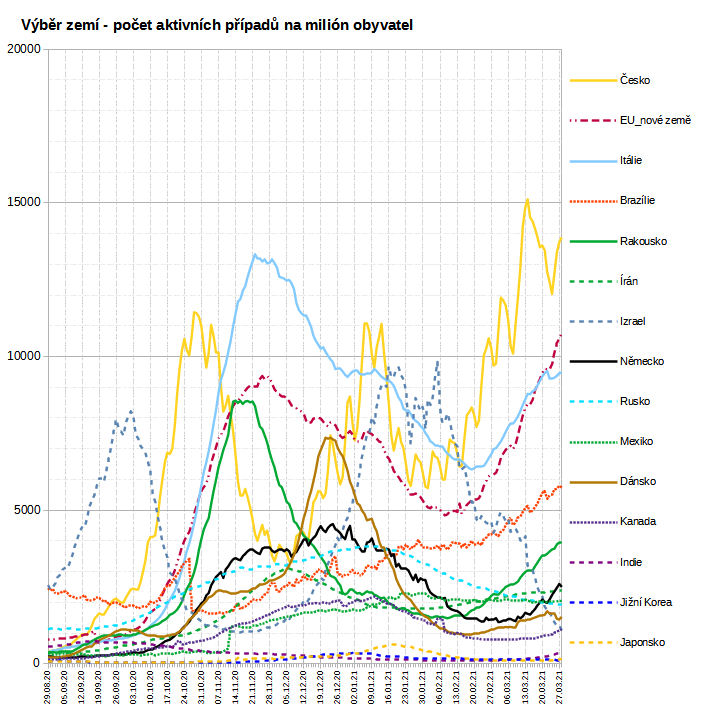 Výběr zemí - počet aktivních případů na milión obyvatel
20000
15000
10000
5000
0
Česko
EU_nové země
Itálie
Brazílie
Rakousko
Írán
Izrael
Německo
Rusko
Mexiko
Dánsko
Kanada
Indie
Jižní Korea
Japonsko
29.08.20
05.09.20
12.09.20
19.09.20
26.09.20
03.10.20
10.10.20
17.10.20
24.10.20
31.10.20
07.11.20
14.11.20
21.11.20
28.11.20
05.12.20
12.12.20
19.12.20
26.12.20
02.01.21
09.01.21
16.01.21
23.01.21
30.01.21
06.02.21
13.02.21
20.02.21
27.02.21
06.03.21
13.03.21
20.03.21
27.03.21